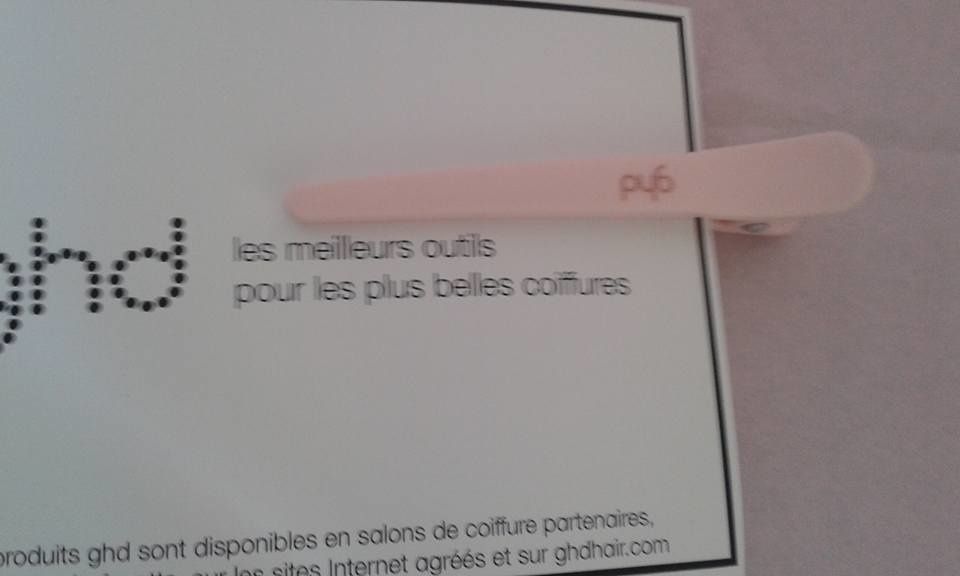 ghd
ghd
les meilleurs outils
pour les plus belles coiffures
produits ghd sont disponibles en salons de coiffure partenaires,
sur les sites Internet agréés et sur ghdhair.com